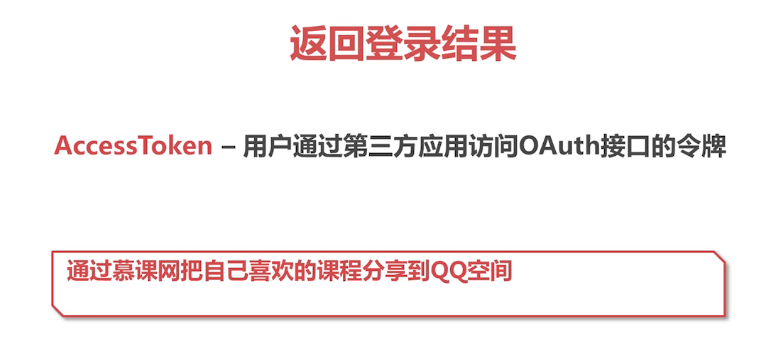 返回登录结果
AccessToken – 用户通过第三方应用访问OAuth接口的令牌
通过慕课网把自己喜欢的课程分享到QQ空间